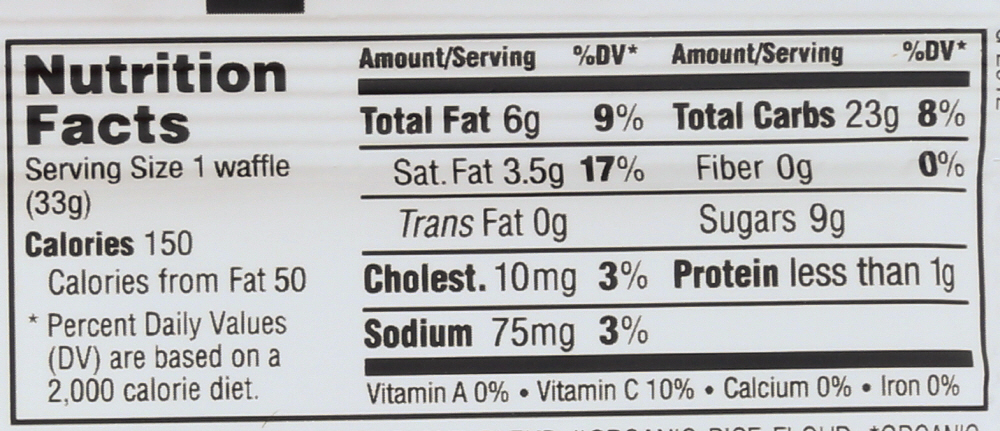 Nutrition
Facts
Serving Size 1 waffle
(33g)
Calories 150
Calories from Fat 50
* Percent Daily Values
(DV) are based on a
2,000 calorie diet.
Amount/Serving %DV* Amount/Serving %DV*
Total Fat 6g 9% Total Carbs 23g 8%
Sat. Fat 3.5g 17% Fiber 0g 0%
Trans Fat 0g Sugars 9g
Cholest. 10mg 3% Protein less than 1g
Sodium 75mg 3%
Vitamin A 0% • Vitamin C 10% • Calcium 0% • Iron 0%